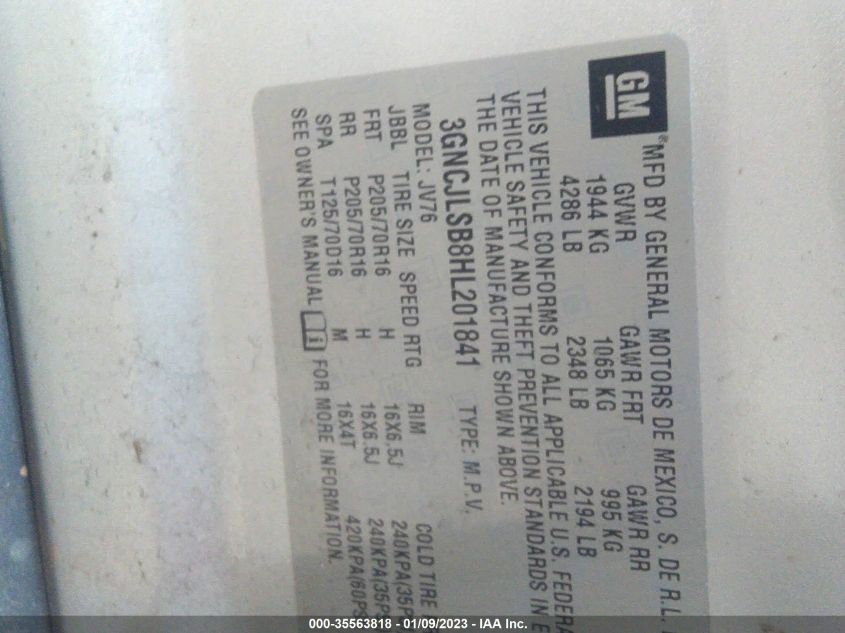 GM
®MFD BY GENERAL MOTORS DE MEXICO, S. DE R.L.
GVWR GAWR FRT GAWR RR
1944 KG 1065 KG 995 KG
4286 LB 2348 LB 2194 LB
THIS VEHICLE CONFORMS TO ALL APPLICABLE U.S. FEDERA
VEHICLE SAFETY AND THEFT PREVENTION STANDARDS IN E
THE DATE OF MANUFACTURE SHOWN ABOVE.
3GNCJLSB8HL201841 TYPE: M.P.V.
MODEL: JV76
JBBL TIRE SIZE SPEED RTG RIM COLD TIRE
FRT P205/70R16 H 16X6.5J 240KPA(35P
RR P205/70R16 H 16X6.5J 240KPA(35PS
SPA T125/70D16 M 16X4T 420KPA(60PS
SEE OWNER'S MANUAL i FOR MORE INFORMATION.
000-35563818 - 01/09/2023 - IAA Inc.